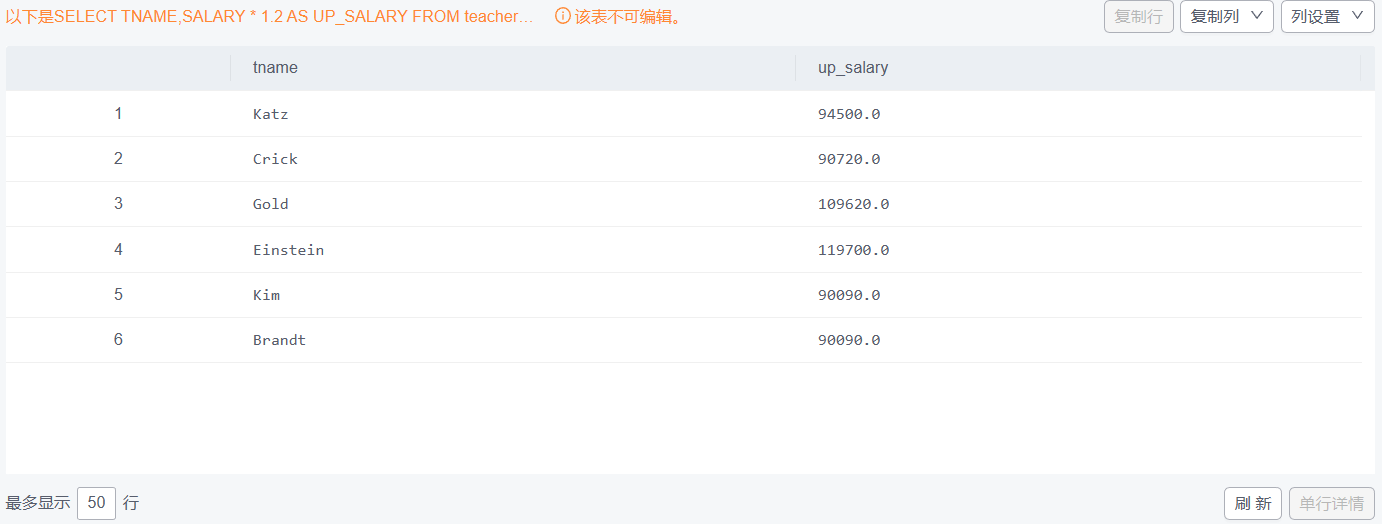 以下是SELECT TNAME,SALARY * 1.2 AS UP_SALARY FROM teacher… 该表不可编辑。 复制行 复制列 列设置
tname up_salary
1 Katz 94500.0
2 Crick 90720.0
3 Gold 109620.0
4 Einstein 119700.0
5 Kim 90090.0
6 Brandt 90090.0
最多显示 50 行 刷 新 单行详情